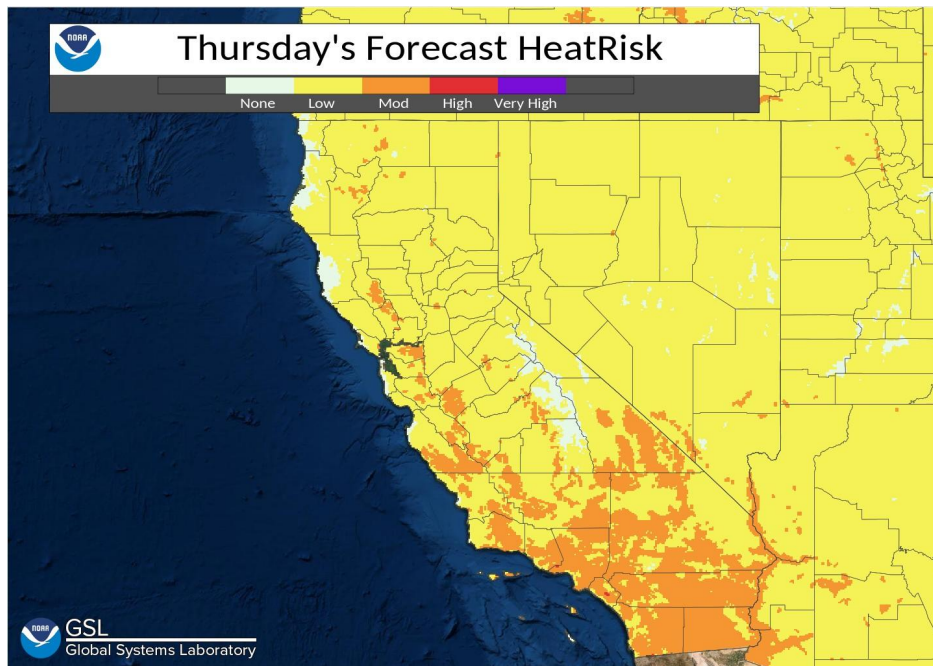 NOAA
Thursday's Forecast HeatRisk
None Low Mod High Very High
NOAA
GSL
Global Systems Laboratory